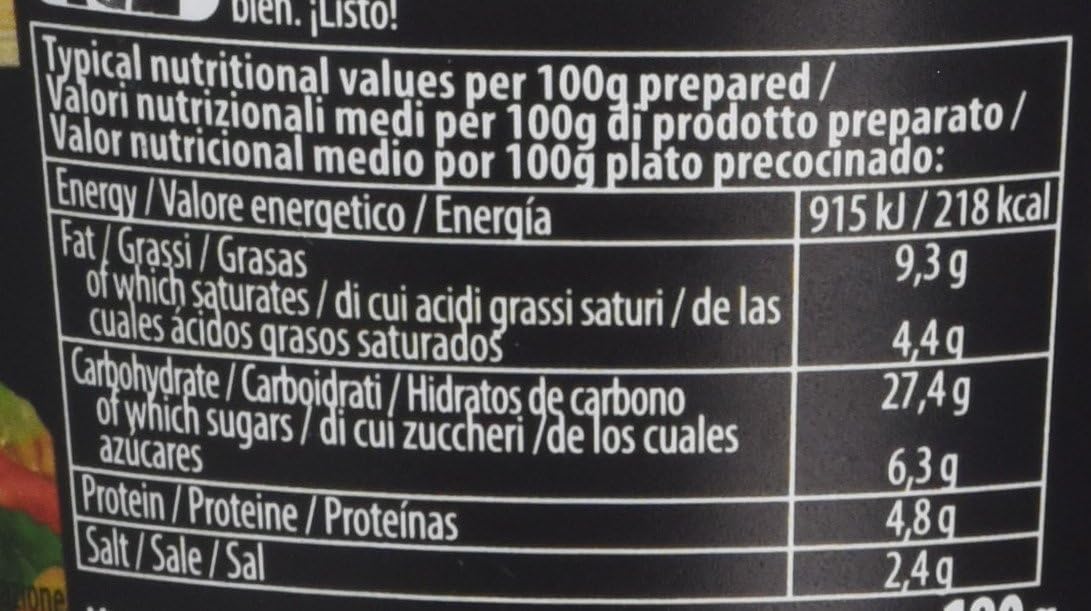 bien. ¡Listo!
Typical nutritional values per 100g prepared /
Valori nutrizionali medi per 100g di prodotto preparato /
Valor nutricional medio por 100g plato precocinado:
Energy / Valore energetico / Energía 915 kJ / 218 kcal
Fat / Grassi / Grasas 9,3 g
of which saturates / di cui acidi grassi saturi / de las
cuales ácidos grasos saturados 4,4 g
Carbohydrate / Carboidrati / Hidratos de carbono 27,4 g
of which sugars / di cui zuccheri /de los cuales
azúcares 6,3 g
Protein / Proteine / Proteínas 4,8 g
Salt / Sale / Sal 2,4 g